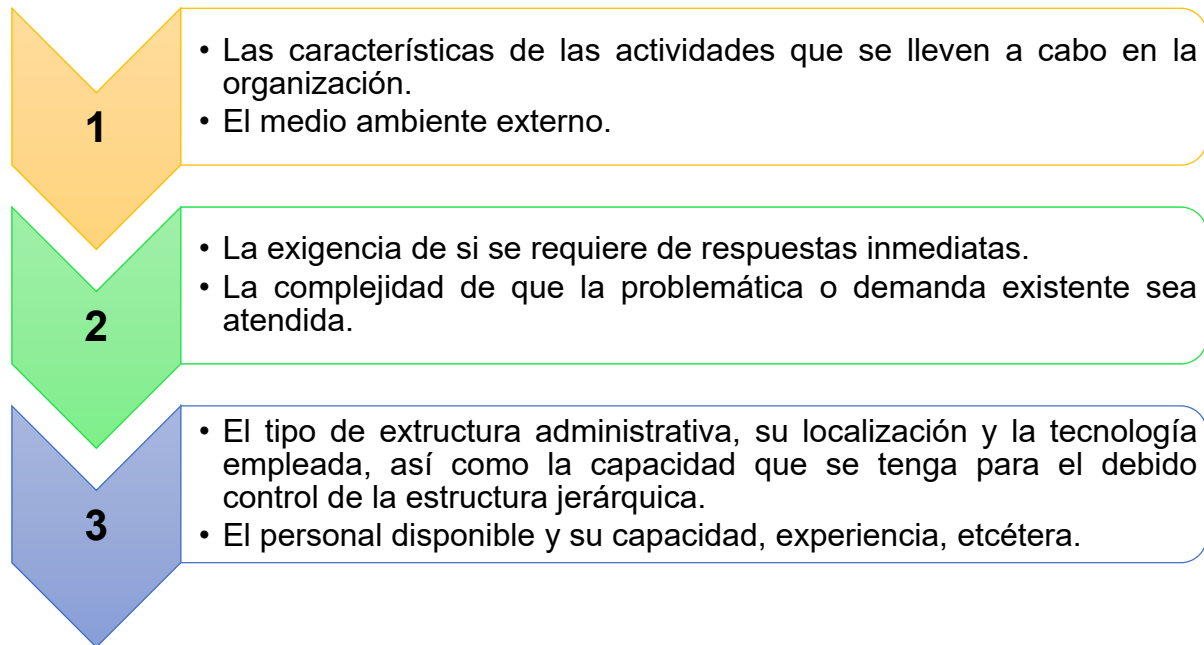 1
• Las características de las actividades que se lleven a cabo en la
organización.
• El medio ambiente externo.
2
• La exigencia de si se requiere de respuestas inmediatas.
• La complejidad de que la problemática o demanda existente sea
atendida.
3
• El tipo de extructura administrativa, su localización y la tecnología
empleada, así como la capacidad que se tenga para el debido
control de la estructura jerárquica.
• El personal disponible y su capacidad, experiencia, etcétera.